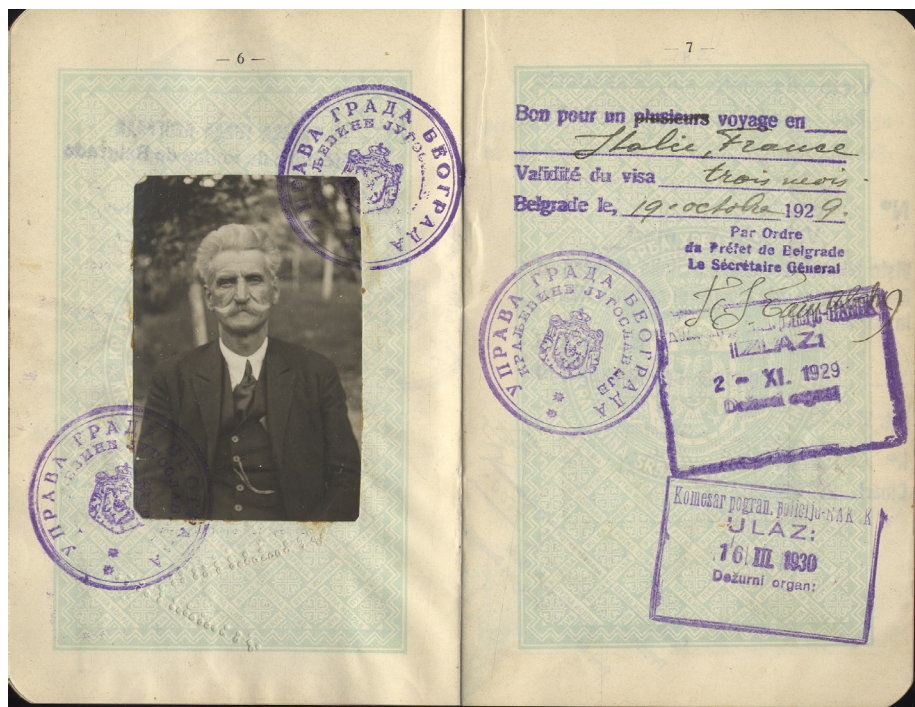 — 6 —
УПРАВА ГРАДА БЕОГРАДА
КРАЉЕВИНЕ
УПРАВА ГРАДА
— 7 —
Bon pour un plusieurs voyage en
Italie, France
Validité du visa trois mois
Belgrade le, 19 octobre 1929.
Par Ordre
du Préfet de Belgrade
Le Sécrétaire Géneral
УПРАВА ГРАДА БЕОГРАДА
КРАЉЕВИНЕ ЈУГОСЛАВИЈЕ
IZLAZ:
2 - XI. 1929
Dežurni organ:
Komesar pogran. policije-RAKEK
ULAZ:
16 III. 1930
Dežurni organ: